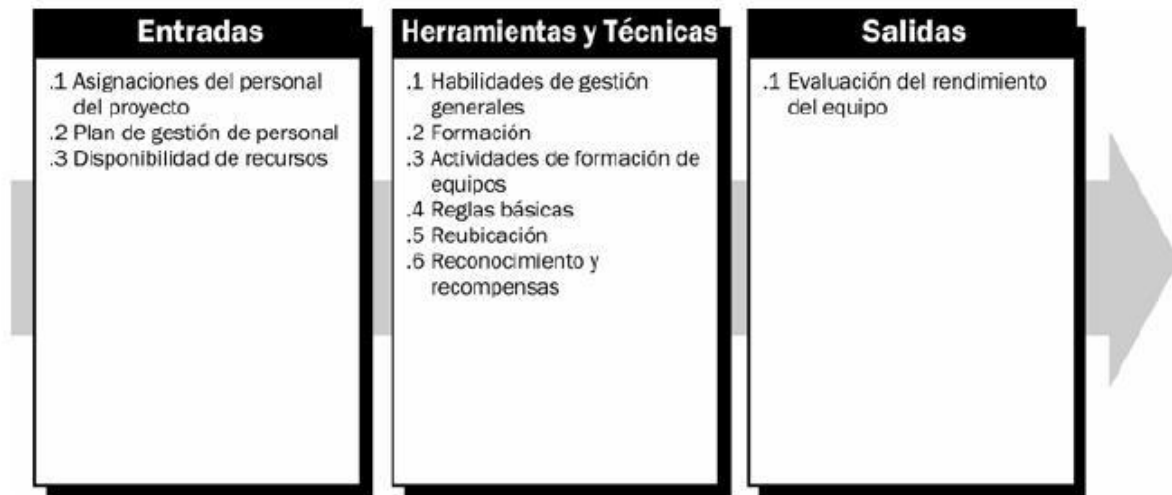 Entradas
.1 Asignaciones del personal
del proyecto
.2 Plan de gestión de personal
.3 Disponibilidad de recursos
Herramientas y Técnicas
.1 Habilidades de gestión
generales
.2 Formación
.3 Actividades de formación de
equipos
.4 Reglas básicas
.5 Reubicación
.6 Reconocimiento y
recompensas
Salidas
.1 Evaluación del rendimiento
del equipo